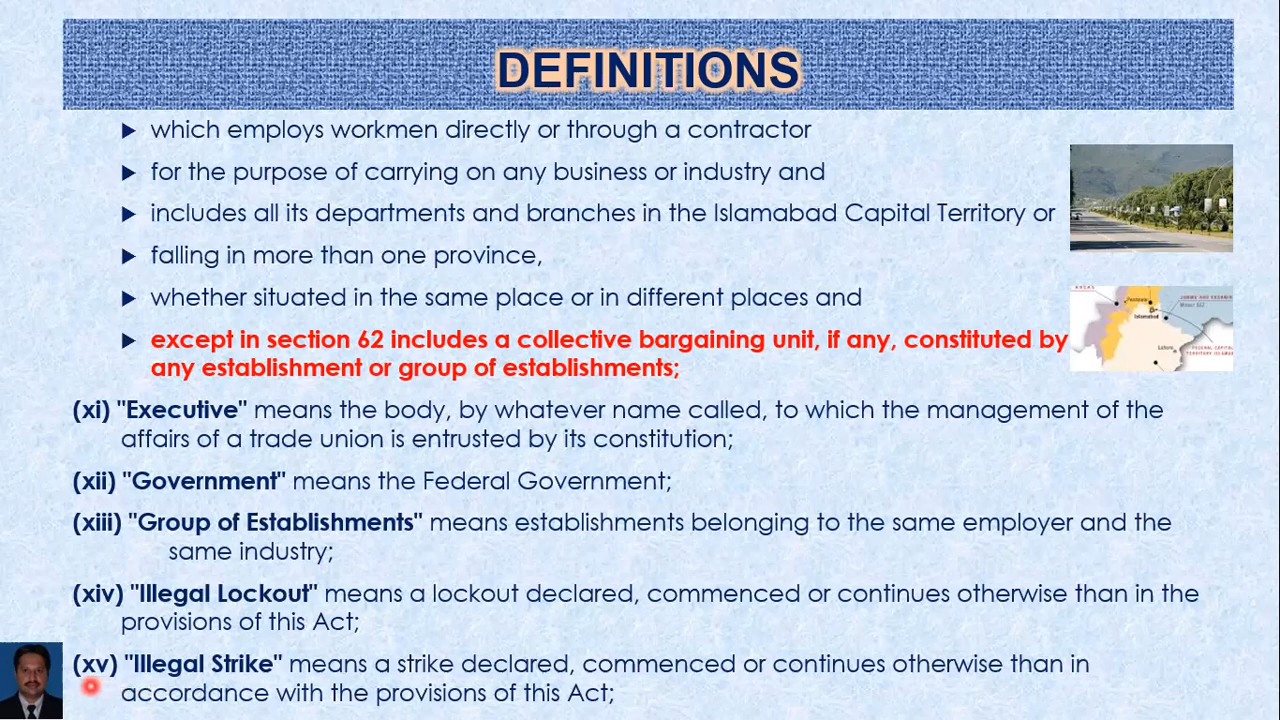 DEFINITIONS
which employs workmen directly or through a contractor
for the purpose of carrying on any business or industry and
includes all its departments and branches in the Islamabad Capital Territory or
falling in more than one province,
whether situated in the same place or in different places and
except in section 62 includes a collective bargaining unit, if any, constituted by
any establishment or group of establishments;
Islamabad
Lahore
(xi) "Executive" means the body, by whatever name called, to which the management of the
affairs of a trade union is entrusted by its constitution;
(xii) "Government" means the Federal Government;
(xiii) "Group of Establishments" means establishments belonging to the same employer and the
same industry;
(xiv) "Illegal Lockout" means a lockout declared, commenced or continues otherwise than in the
provisions of this Act;
(xv) "Illegal Strike" means a strike declared, commenced or continues otherwise than in
accordance with the provisions of this Act;